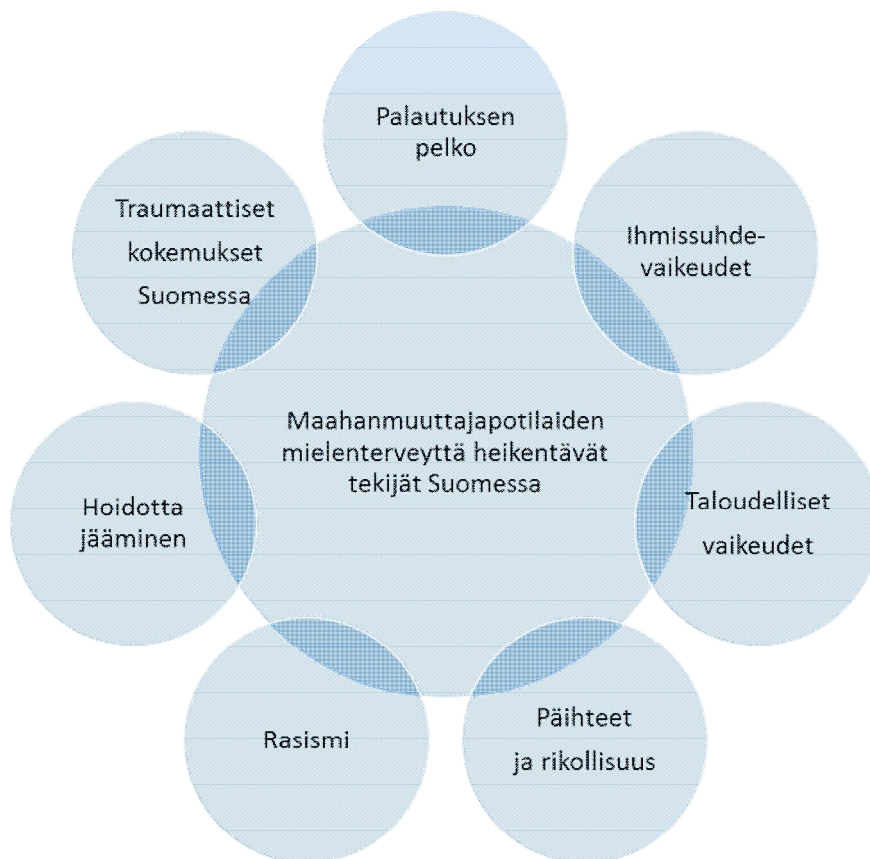 Palautuksen
pelko
Ihmissuhde-
vaikeudet
Taloudelliset
vaikeudet
Päihteet
ja rikollisuus
Rasismi
Hoidotta
jääminen
Traumaattiset
kokemukset
Suomessa
Maahanmuuttajapotilaiden
mielenterveyttä heikentävät
tekijät Suomessa